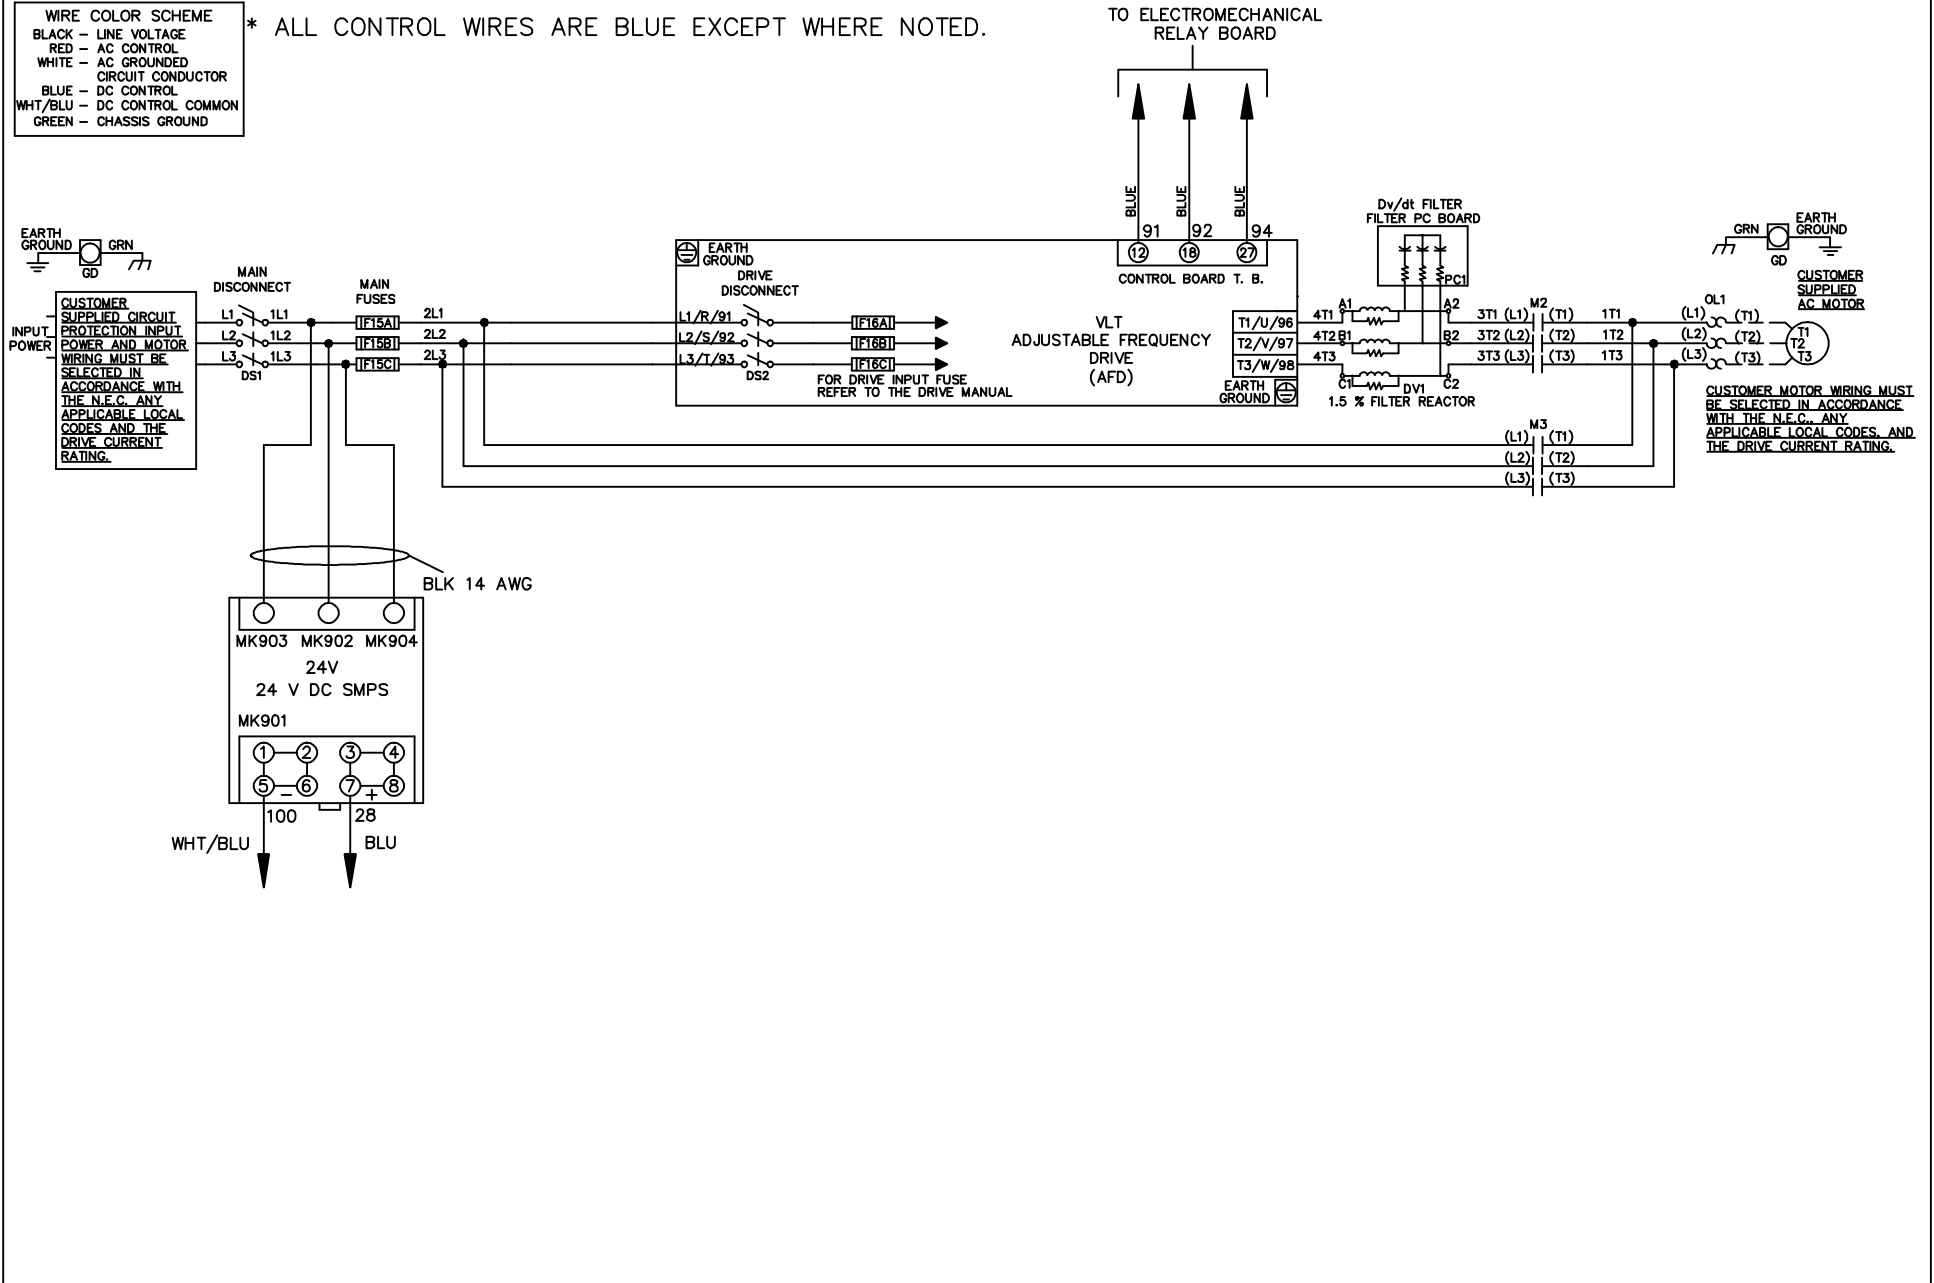 WIRE COLOR SCHEME
BLACK – LINE VOLTAGE
RED – AC CONTROL
WHITE – AC GROUNDED
CIRCUIT CONDUCTOR
BLUE – DC CONTROL
WHT/BLU – DC CONTROL COMMON
GREEN – CHASSIS GROUND
* ALL CONTROL WIRES ARE BLUE EXCEPT WHERE NOTED.
TO ELECTROMECHANICAL
RELAY BOARD
BLUE
BLUE
BLUE
91
92
94
12
18
27
CONTROL BOARD T. B.
EARTH
GROUND
GRN
GD
INPUT
POWER
CUSTOMER
SUPPLIED CIRCUIT
PROTECTION INPUT
POWER AND MOTOR
WIRING MUST BE
SELECTED IN
ACCORDANCE WITH
THE N.E.C. ANY
APPLICABLE LOCAL
CODES AND THE
DRIVE CURRENT
RATING.
MAIN
DISCONNECT
L1
1L1
L2
1L2
L3
1L3
DS1
MAIN
FUSES
F15A
F15B
F15C
2L1
2L2
2L3
EARTH
GROUND
DRIVE
DISCONNECT
L1/R/91
L2/S/92
L3/T/93
DS2
F16A
F16B
F16C
FOR DRIVE INPUT FUSE
REFER TO THE DRIVE MANUAL
VLT
ADJUSTABLE FREQUENCY
DRIVE
(AFD)
T1/U/96
T2/V/97
T3/W/98
EARTH
GROUND
4T1
4T2
4T3
Dv/dt FILTER
FILTER PC BOARD
PC1
A1
A2
B1
B2
C1
C2
DV1
1.5 % FILTER REACTOR
M2
3T1 (L1) (T1) 1T1
3T2 (L2) (T2) 1T2
3T3 (L3) (T3) 1T3
M3
(L1) (T1)
(L2) (T2)
(L3) (T3)
OL1
(L1) (T1)
(L2) (T2)
(L3) (T3)
T1
T2
T3
GRN
EARTH
GROUND
GD
CUSTOMER
SUPPLIED
AC MOTOR
CUSTOMER MOTOR WIRING MUST
BE SELECTED IN ACCORDANCE
WITH THE N.E.C., ANY
APPLICABLE LOCAL CODES, AND
THE DRIVE CURRENT RATING.
BLK 14 AWG
MK903 MK902 MK904
24V
24 V DC SMPS
MK901
1 2 3 4
5 6 7 8
– +
100
28
WHT/BLU
BLU